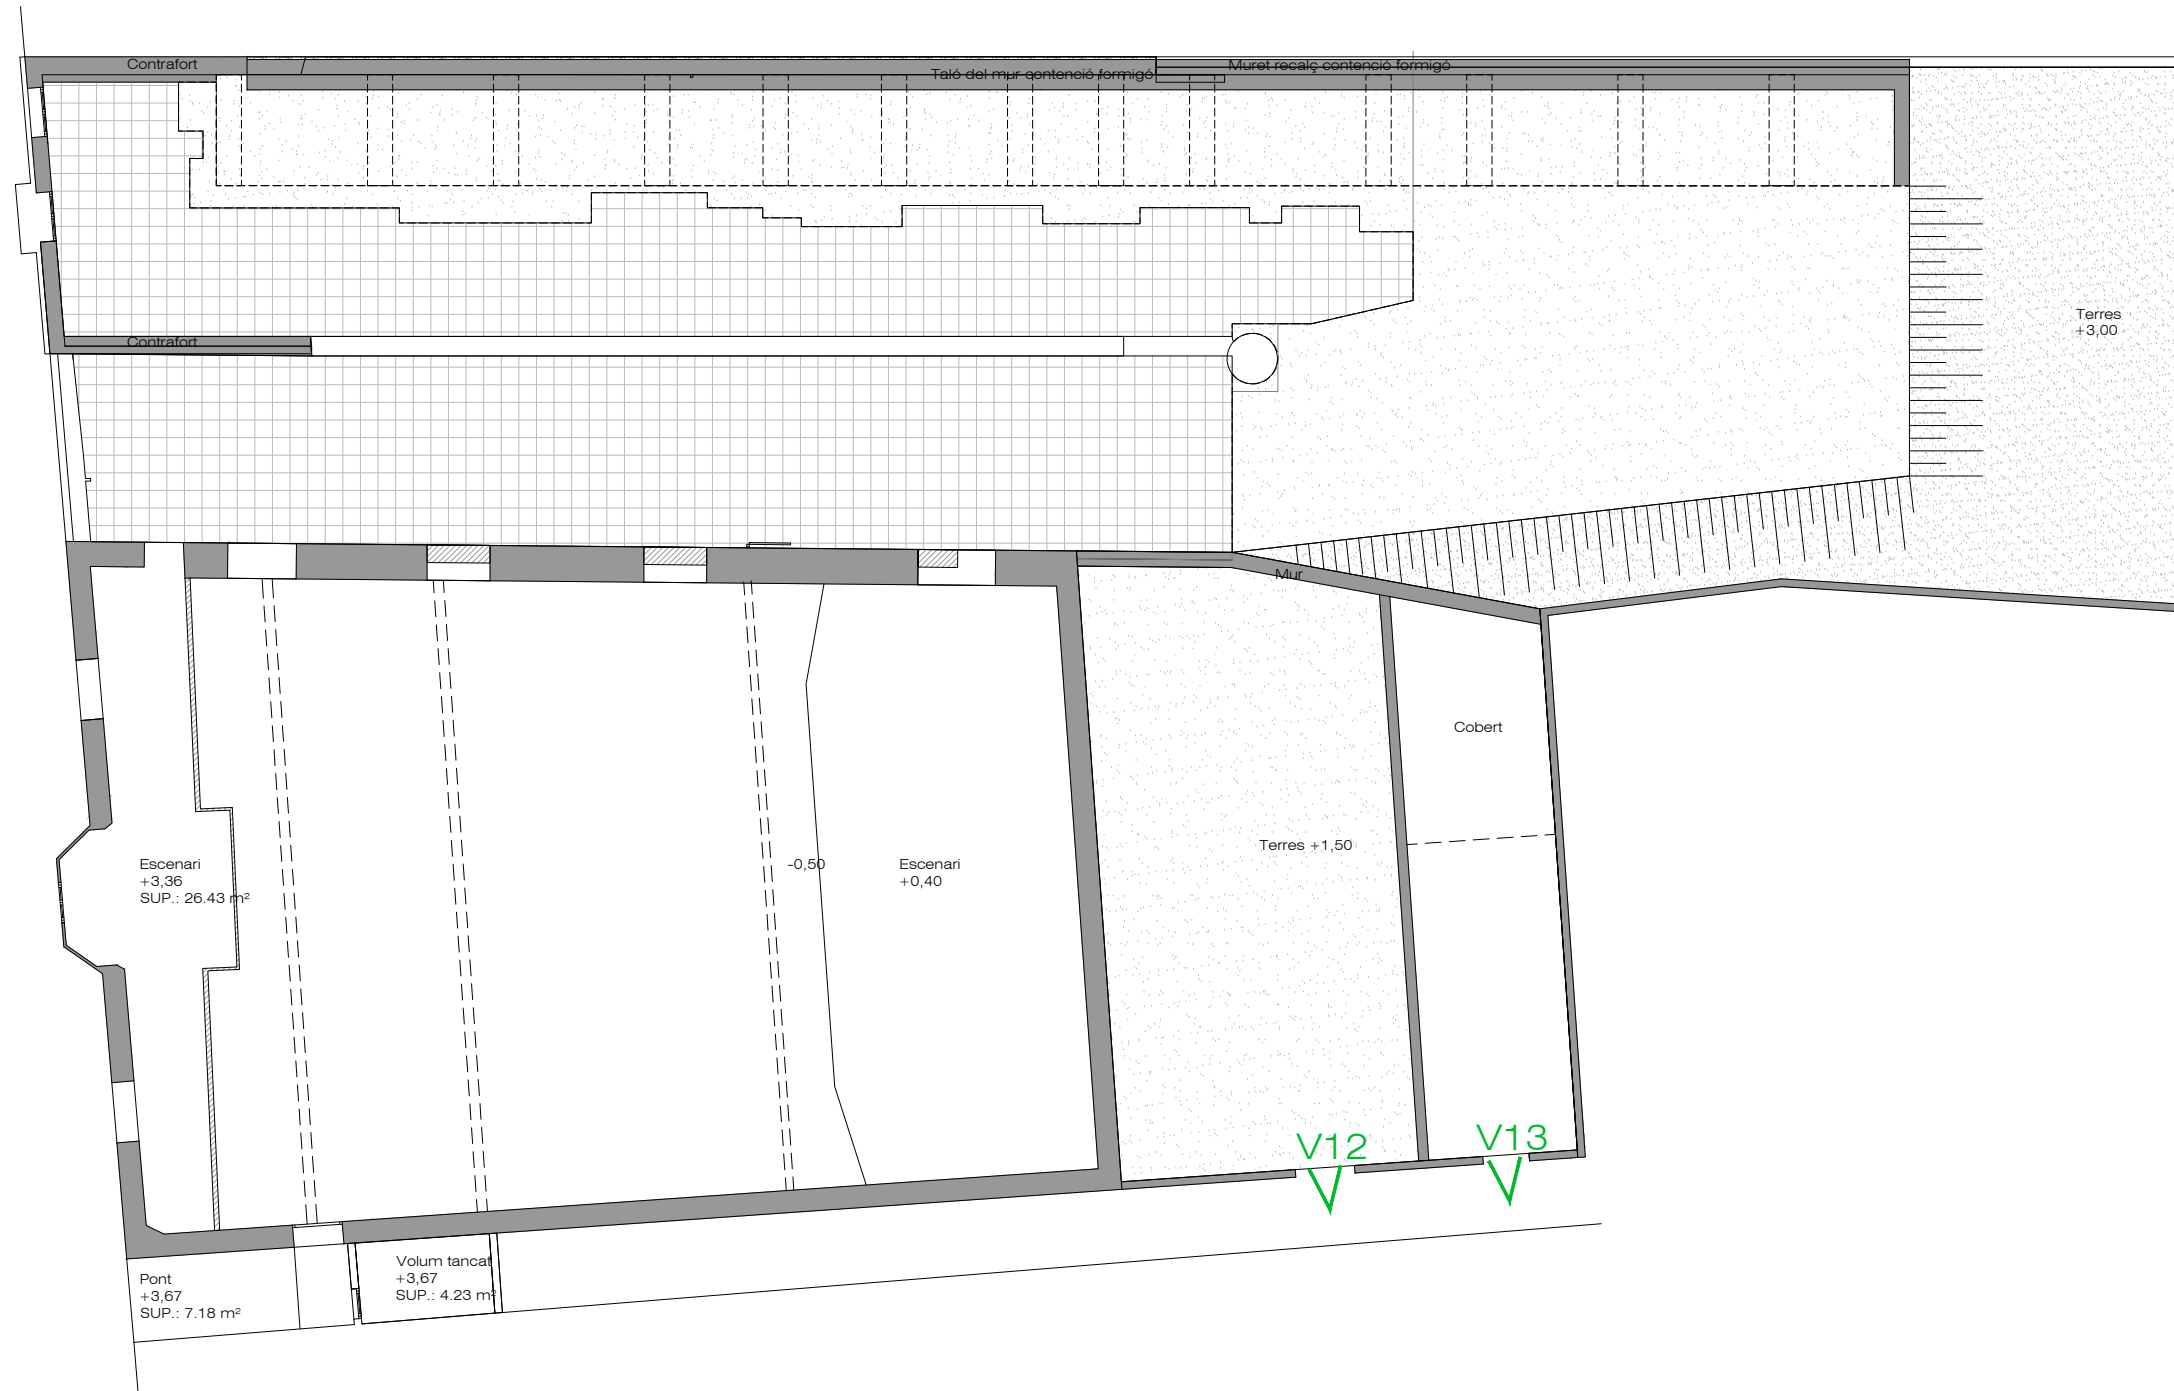 Contrafort
Muret recalç contenció formigó
Taló del mur contenció formigó
Terres
+3,00
Contrafort
Mur
Cobert
Terres +1,50
Escenari
+3,36
SUP.: 26.43 m²
-0,50
Escenari
+0,40
V12
V13
Volum tancat
+3,67
SUP.: 4.23 m²
Pont
+3,67
SUP.: 7.18 m²